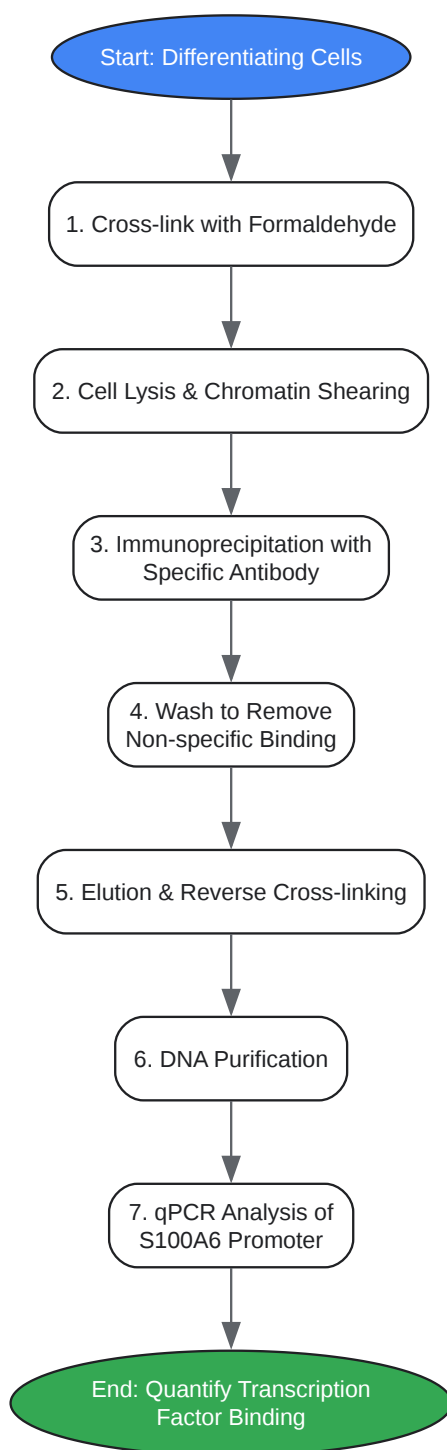 Start: Differentiating Cells
1. Cross-link with Formaldehyde
2. Cell Lysis & Chromatin Shearing
3. Immunoprecipitation with
Specific Antibody
4. Wash to Remove
Non-specific Binding
5. Elution & Reverse Cross-linking
6. DNA Purification
7. qPCR Analysis of
S100A6 Promoter
End: Quantify Transcription
Factor Binding